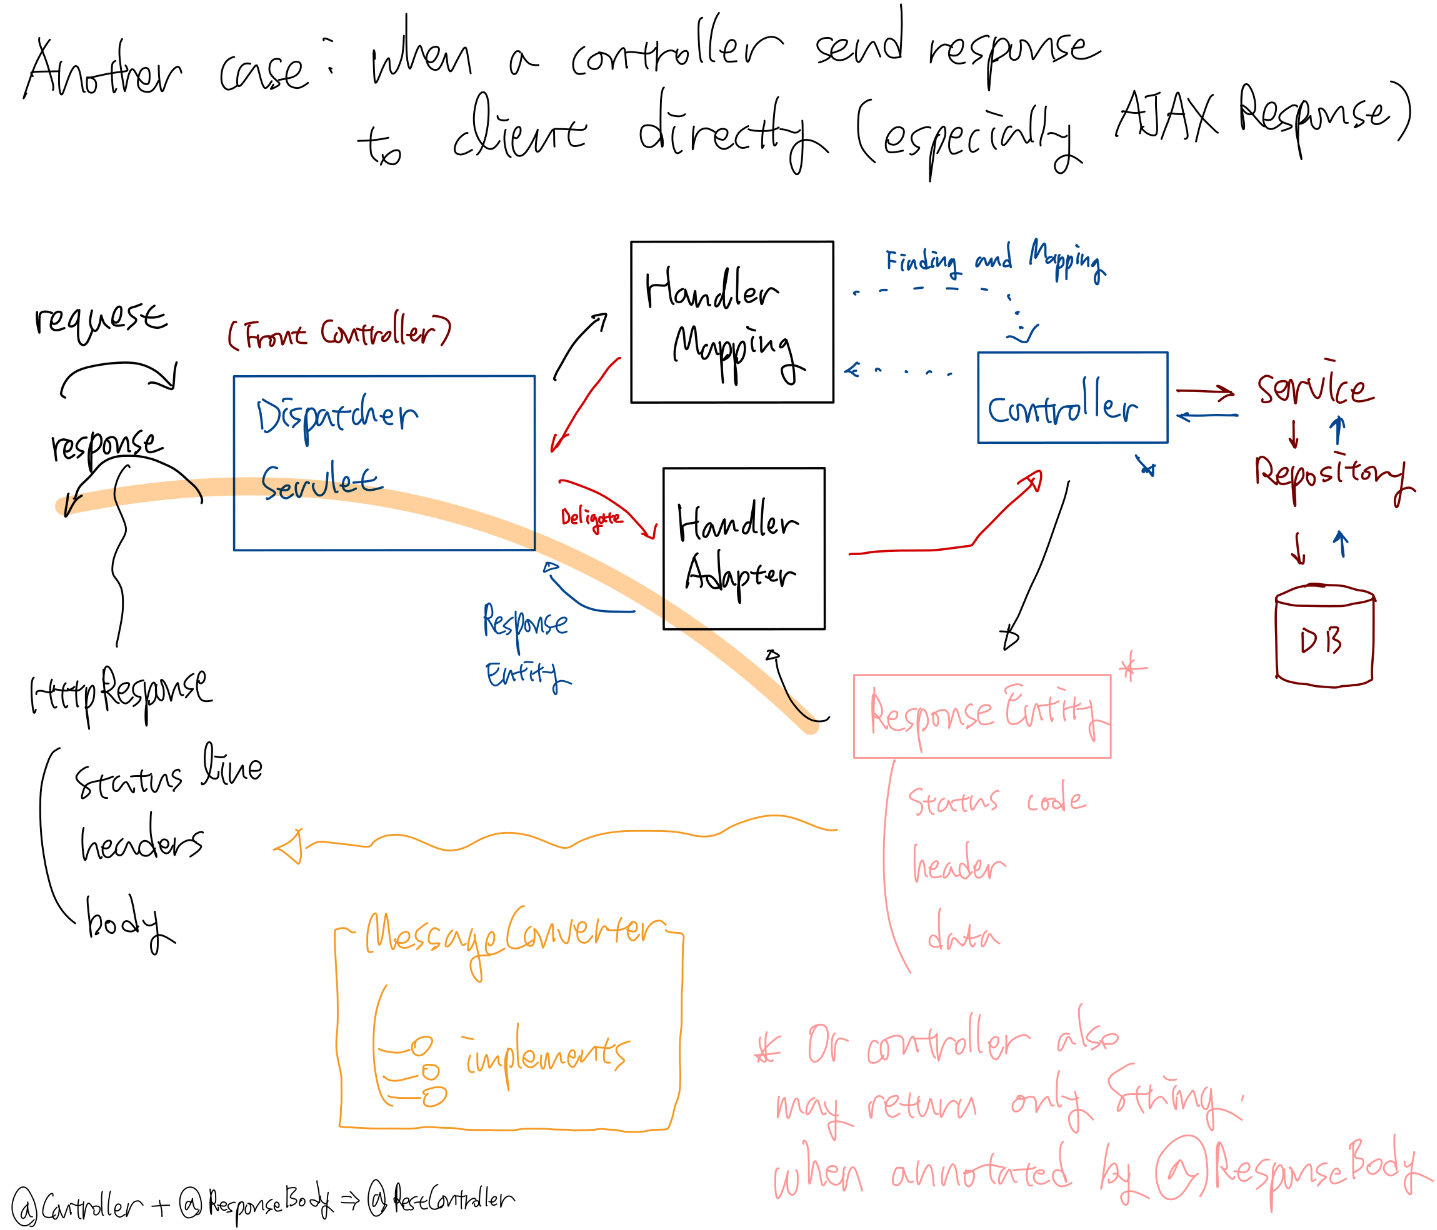 Another case: when a controller send response
to client directly (especially AJAX Response)
request
response
(Front Controller)
Dispatcher
Servlet
Handler
Mapping
Finding and Mapping
Controller
service
Repository
DB
Deligate
Handler
Adapter
Response
Entity
HttpResponse
status line
headers
body
Response Entity *
status code
header
data
MessageConverter
implements
* Or controller also
may return only String.
when annotated by @ResponseBody
@Controller + @ResponseBody ⇒ @RestController